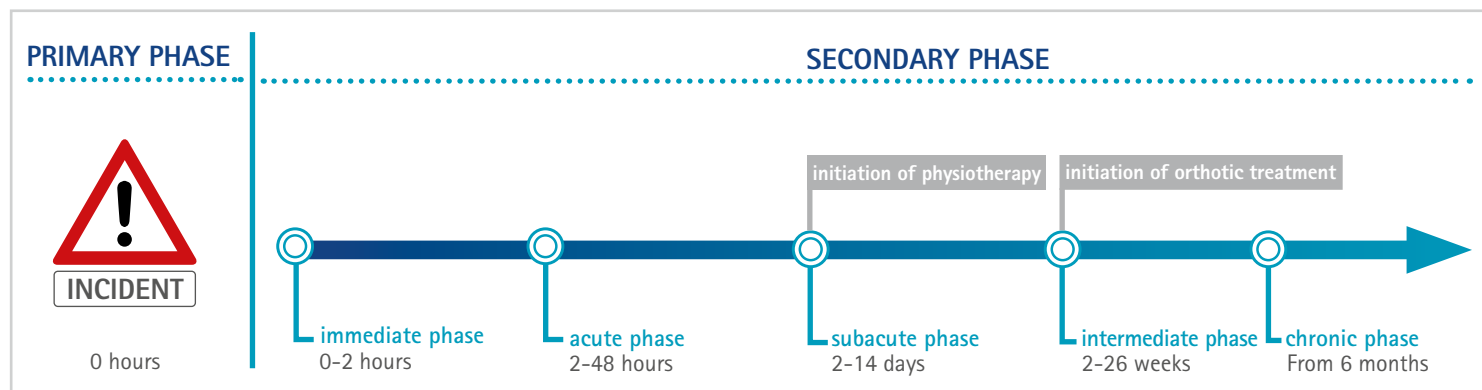 PRIMARY PHASE
SECONDARY PHASE
initiation of physiotherapy
initiation of orthotic treatment
INCIDENT
0 hours
immediate phase
0-2 hours
acute phase
2-48 hours
subacute phase
2-14 days
intermediate phase
2-26 weeks
chronic phase
From 6 months